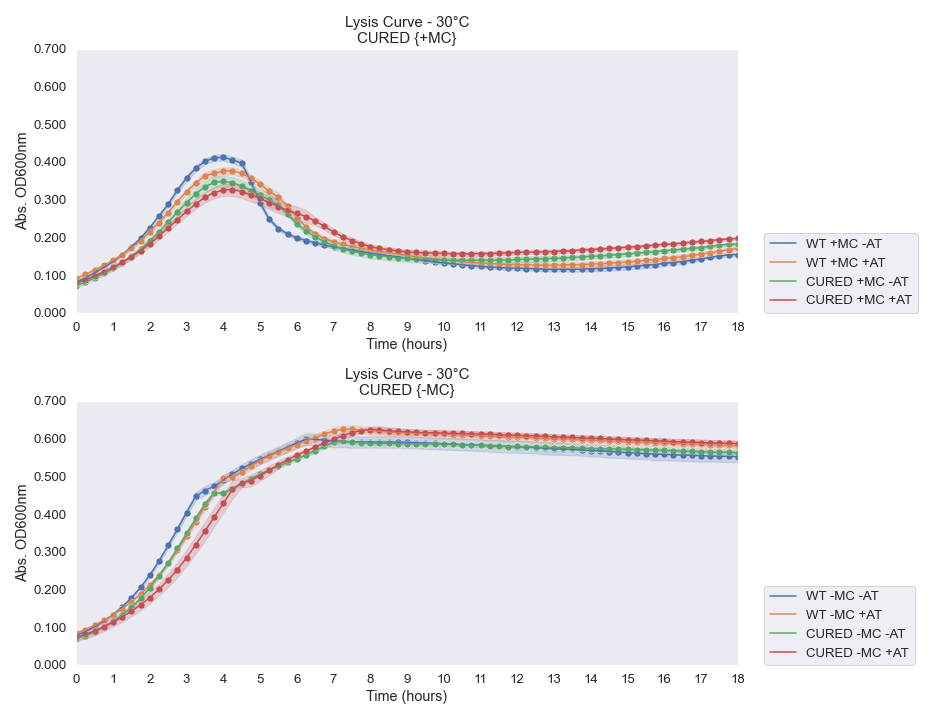 Lysis Curve - 30°C
CURED {+MC}
0.700
0.600
0.500
0.400
0.300
0.200
0.100
0.000
Abs. OD600nm
0 1 2 3 4 5 6 7 8 9 10 11 12 13 14 15 16 17 18
Time (hours)
WT +MC -AT
WT +MC +AT
CURED +MC -AT
CURED +MC +AT
Lysis Curve - 30°C
CURED {-MC}
0.700
0.600
0.500
0.400
0.300
0.200
0.100
0.000
Abs. OD600nm
0 1 2 3 4 5 6 7 8 9 10 11 12 13 14 15 16 17 18
Time (hours)
WT -MC -AT
WT -MC +AT
CURED -MC -AT
CURED -MC +AT